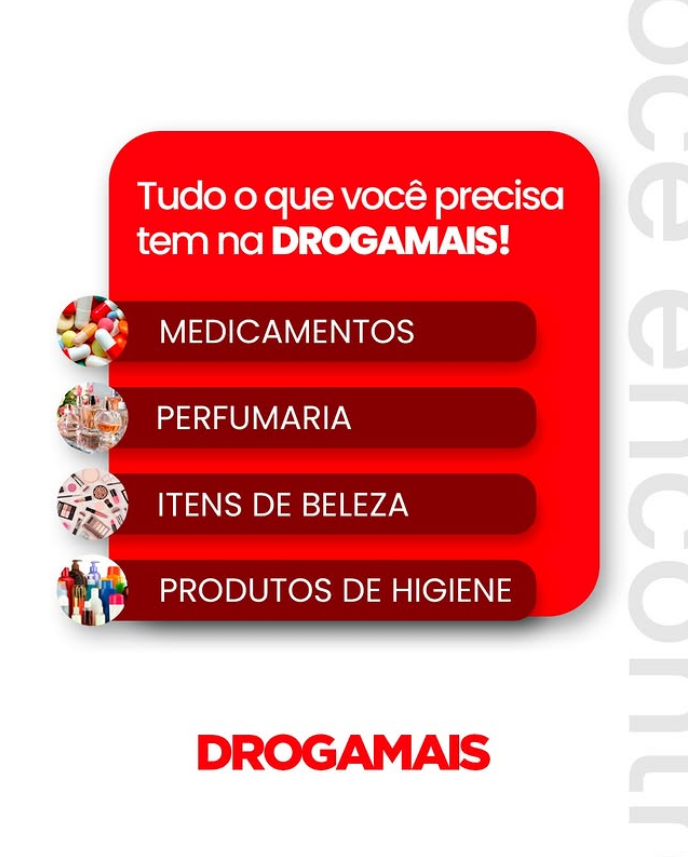 Tudo o que você precisa
tem na DROGAMAIS!
MEDICAMENTOS
PERFUMARIA
ITENS DE BELEZA
PRODUTOS DE HIGIENE
DROGAMAIS